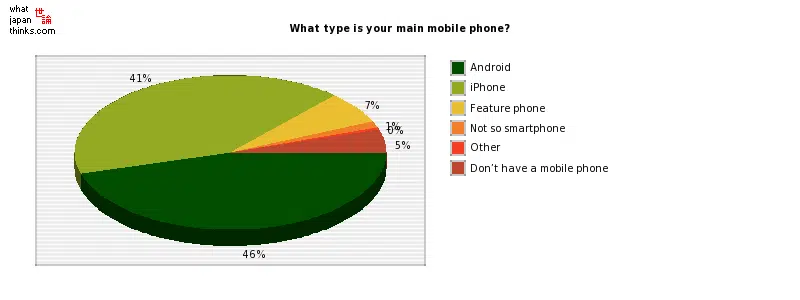 what
japan 世論
thinks.com
What type is your main mobile phone?
41%
7%
1%
0%
5%
46%
Android
iPhone
Feature phone
Not so smartphone
Other
Don't have a mobile phone